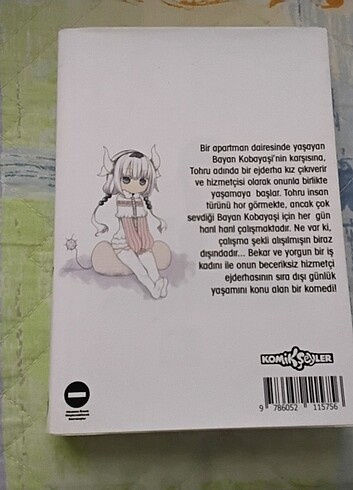 Bir apartman dairesinde yaşayan
Bayan Kobayaşi'nin karşısına,
Tohru adında bir ejderha kız çıkıverir
ve hizmetçisi olarak onunla birlikte
yaşamaya başlar. Tohru insan
türünü hor görmekte, ancak çok
sevdiği Bayan Kobayaşi için her gün
harıl harıl çalışmaktadır. Ne var ki,
çalışma şekli alışılmışın biraz
dışındadır... Bekar ve yorgun bir iş
kadını ile onun beceriksiz hizmetçi
ejderhasının sıra dışı günlük
yaşamını konu alan bir komedi!
KOMİKŞEYLER
9 786052 115756